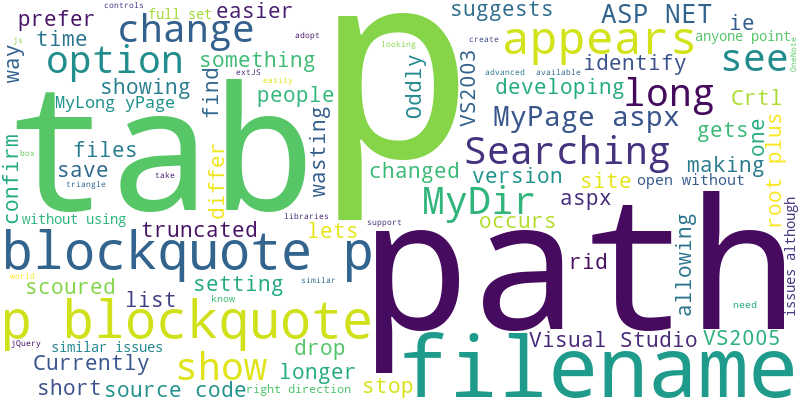 controls
prefer
full set
easier
suggests
ASP NET
ie
js
time
change
adopt
p
looking
appears
anyone point
way
option
something
Oddly
VS2003
create
identify
see
OneNote
showing
find
extJS
easily
advanced
available
developing
long
Crtl
MyLong yPage
people
tab
wasting
MyPage aspx
gets
one
confirm
files
differ
Searching
making
root plus
box
save
changed
version
site
open without
triangle
take
MyDir
aspx
without using
libraries
occurs
allowing
issues although
truncated
lets
support
path
blockquote p
rid
scoured
setting
world
list
know
similar
need
p blockquote
drop
Visual Studio
VS2005
jQuery
similar issues
Currently
show
longer
stop
filename
short
source code
right direction